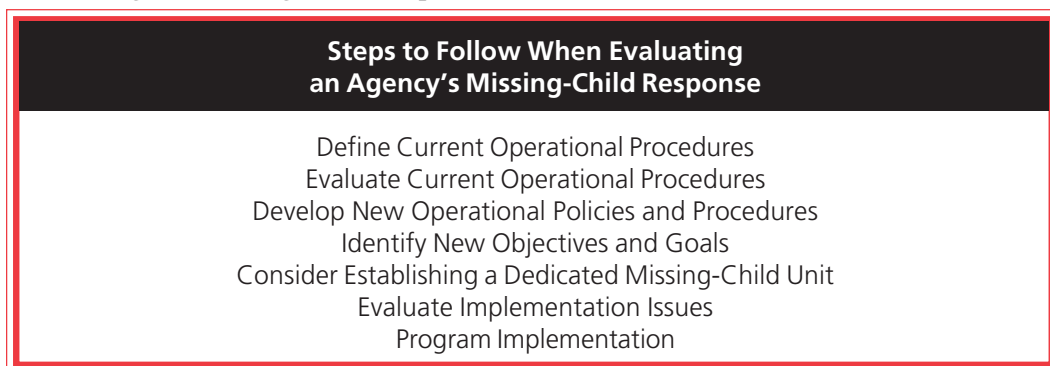 Steps to Follow When Evaluating
an Agency's Missing-Child Response
Define Current Operational Procedures
Evaluate Current Operational Procedures
Develop New Operational Policies and Procedures
Identify New Objectives and Goals
Consider Establishing a Dedicated Missing-Child Unit
Evaluate Implementation Issues
Program Implementation